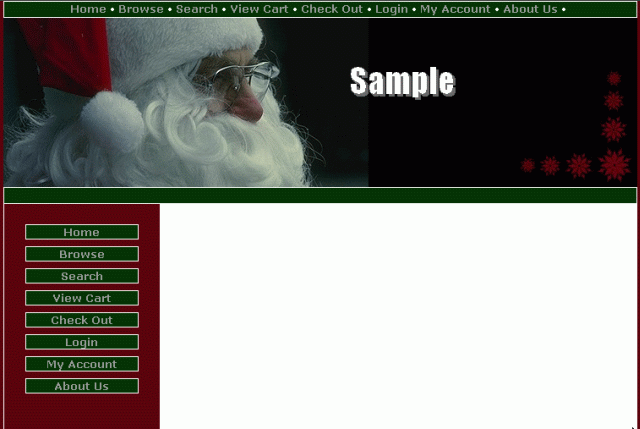 Home • Browse • Search • View Cart • Check Out • Login • My Account • About Us •
Sample
Home
Browse
Search
View Cart
Check Out
Login
My Account
About Us